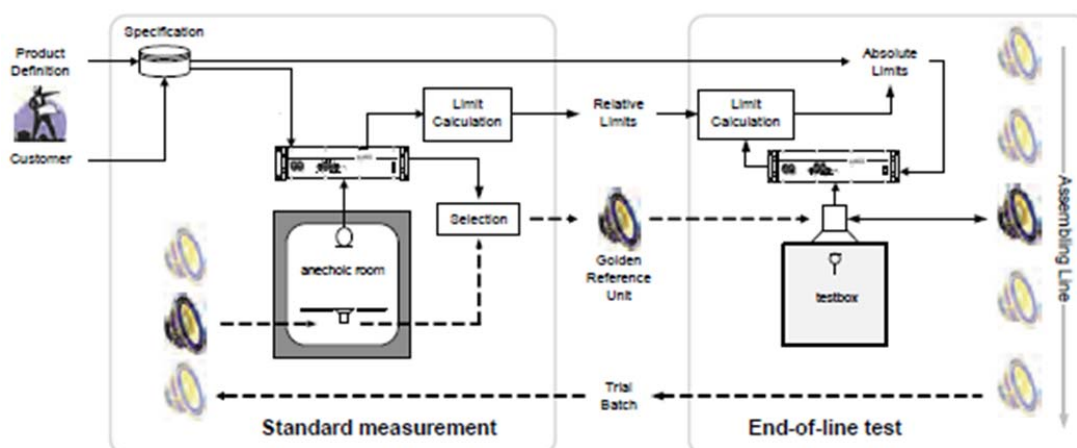 Specification
Product
Definition
Customer
Limit
Calculation
Relative
Limits
Limit
Calculation
Absolute
Limits
Selection
anechoic room
Golden
Reference
Unit
testbox
Assembling Line
Trial
Batch
Standard measurement
End-of-line test